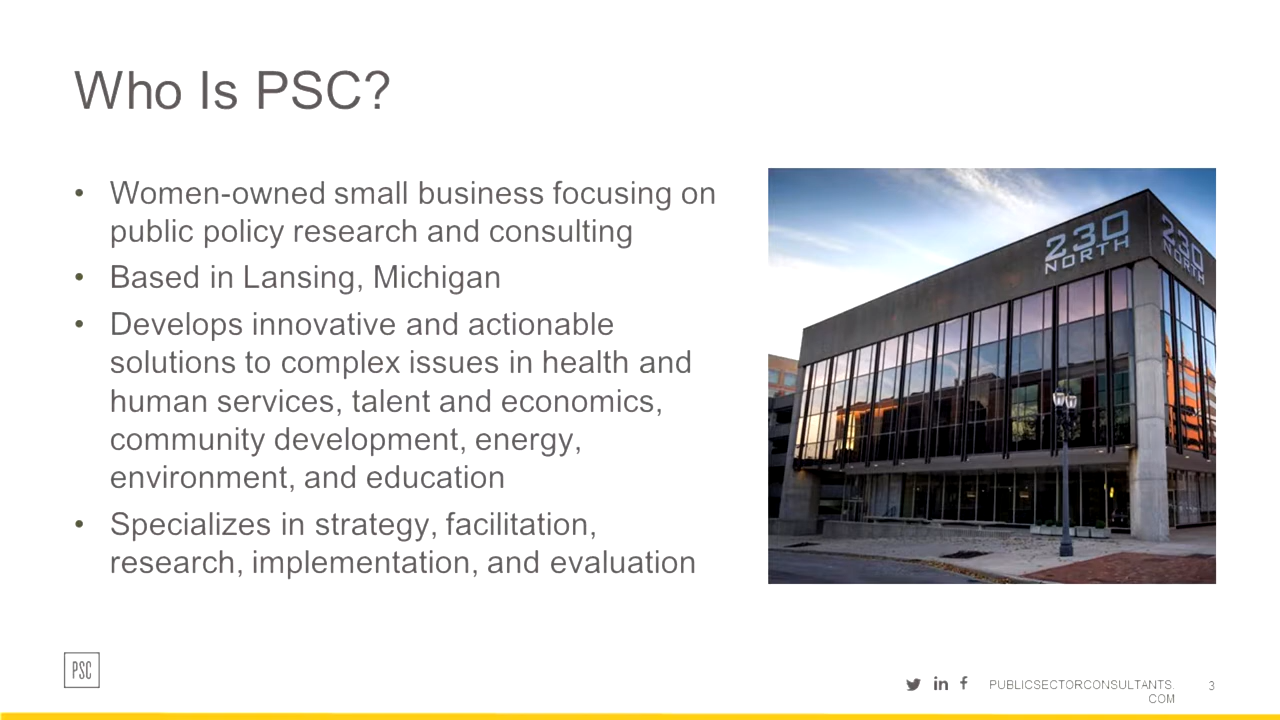 Who Is PSC?
• Women-owned small business focusing on
public policy research and consulting
• Based in Lansing, Michigan
• Develops innovative and actionable
solutions to complex issues in health and
human services, talent and economics,
community development, energy,
environment, and education
• Specializes in strategy, facilitation,
research, implementation, and evaluation
230
NORTH
230
NORTH
PSC
in f PUBLICSECTORCONSULTANTS.
COM
3